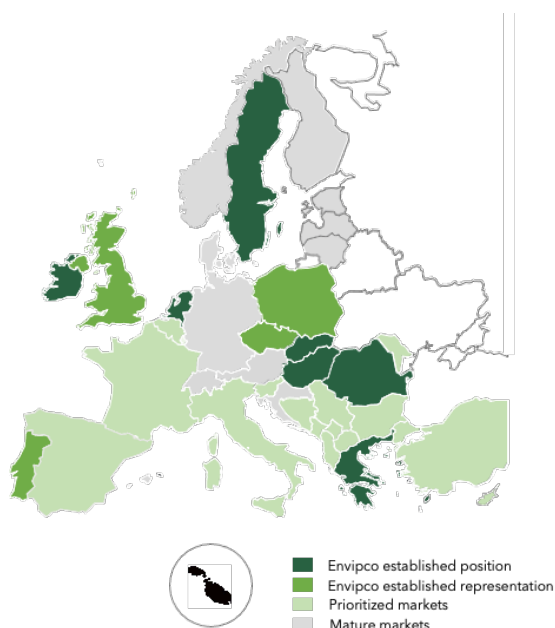 Envipco established position
Envipco established representation
Prioritized markets
Mature markets